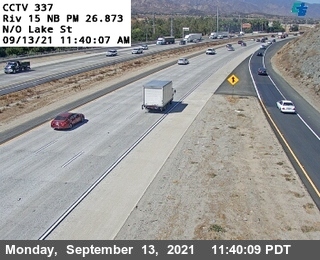 CCTV 337
Riv 15 NB PM 26.873
N/O Lake St
09/13/21 11:40:07 AM
1
Monday, September 13, 2021 11:40:09 PDT